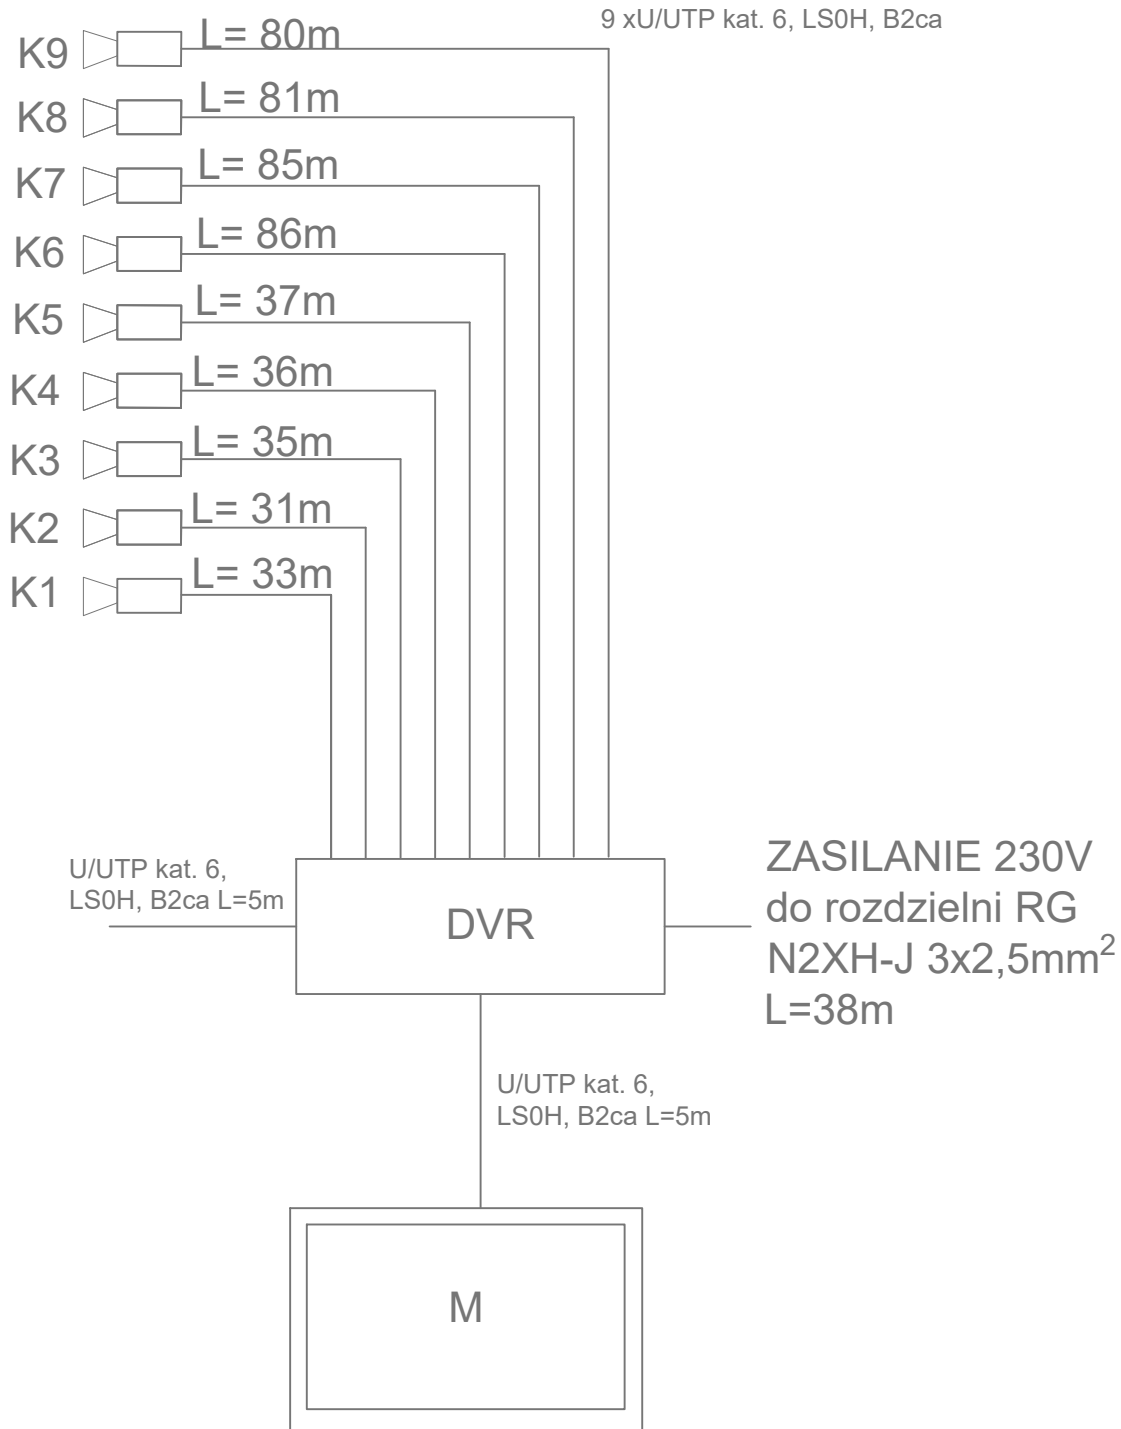 9 xU/UTP kat. 6, LS0H, B2ca
K9 L= 80m
K8 L= 81m
K7 L= 85m
K6 L= 86m
K5 L= 37m
K4 L= 36m
K3 L= 35m
K2 L= 31m
K1 L= 33m
U/UTP kat. 6,
LS0H, B2ca L=5m
DVR
ZASILANIE 230V
do rozdzielni RG
N2XH-J 3x2,5mm²
L=38m
U/UTP kat. 6,
LS0H, B2ca L=5m
M